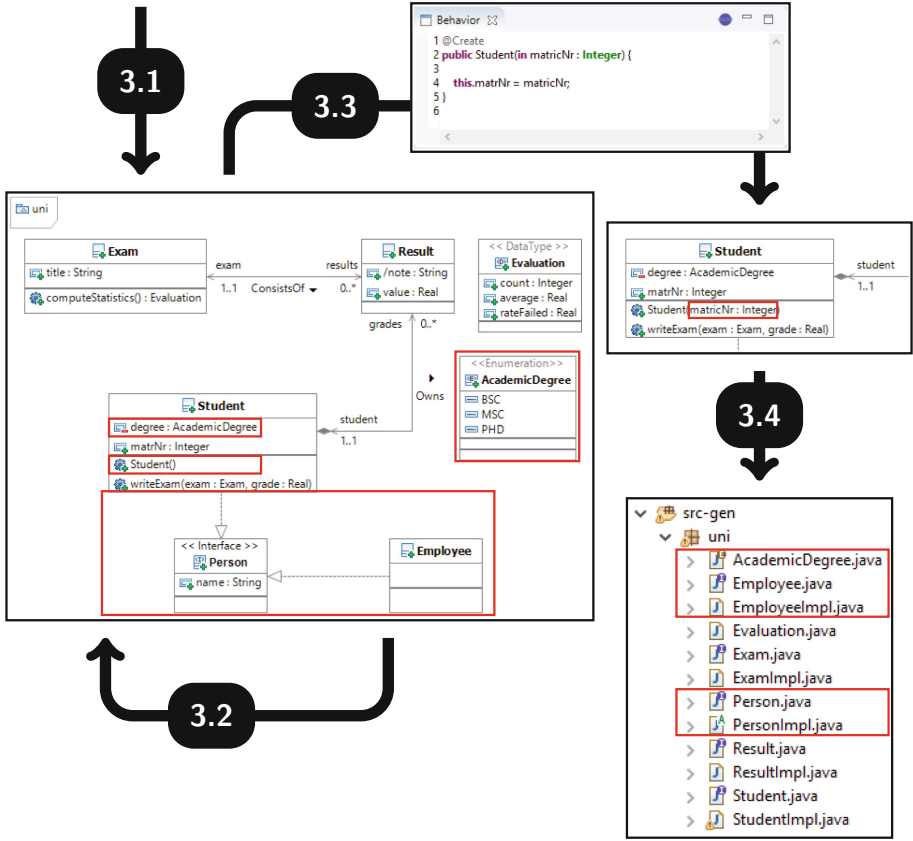 3.1
3.3
Behavior
1 @Create
2 public Student(in matricNr : Integer) {
3
4 this.matrNr = matricNr;
5 }
6
uni
Exam
title : String
computeStatistics() : Evaluation
exam
results
1..1
ConsistsOf
0..*
Result
/note : String
value : Real
<< DataType >>
Evaluation
count : Integer
average : Real
rateFailed : Real
grades
0..*
Owns
<<Enumeration>>
AcademicDegree
BSC
MSC
PHD
Student
degree : AcademicDegree
matrNr : Integer
Student()
writeExam(exam : Exam, grade : Real)
student
1..1
<< Interface >>
Person
name : String
Employee
3.2
Student
degree : AcademicDegree
matrNr : Integer
Student(matricNr : Integer)
writeExam(exam : Exam, grade : Real)
student
1..1
3.4
src-gen
uni
AcademicDegree.java
Employee.java
EmployeeImpl.java
Evaluation.java
Exam.java
ExamImpl.java
Person.java
PersonImpl.java
Result.java
ResultImpl.java
Student.java
StudentImpl.java